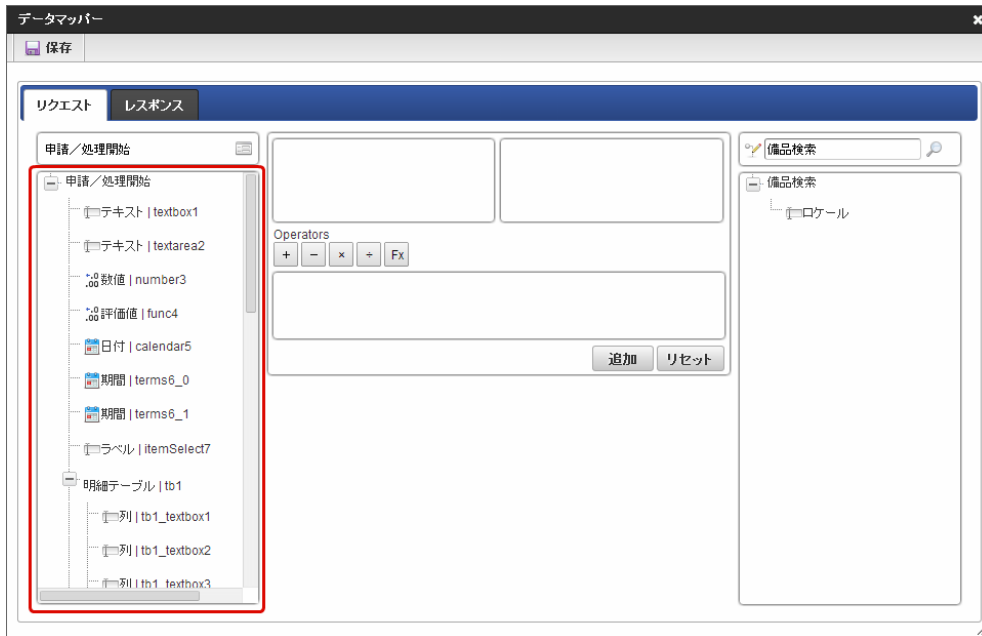 データマッパー
保存
リクエスト レスポンス
申請／処理開始
申請／処理開始
テキスト | textbox1
テキスト | textarea2
数値 | number3
評価値 | func4
日付 | calendar5
期間 | terms6_0
期間 | terms6_1
ラベル | itemSelect7
明細テーブル | tb1
列 | tb1_textbox1
列 | tb1_textbox2
列 | tb1_textbox3
Operators
+ − × ÷ Fx
追加 リセット
備品検索
備品検索
ロケール